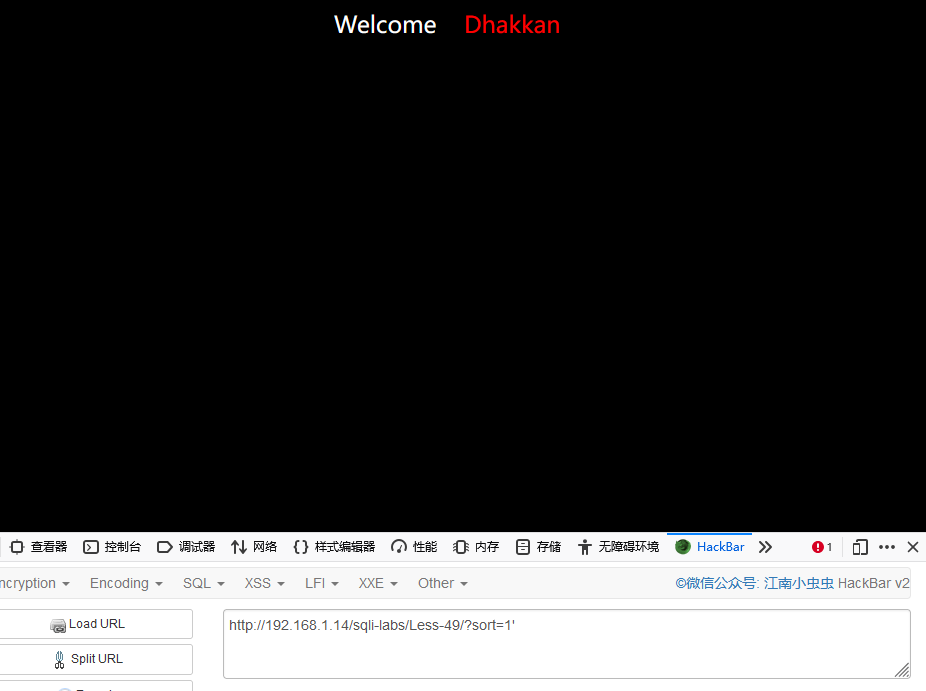 Welcome Dhakkan
查看器 控制台 调试器 网络 {} 样式编辑器 性能 内存 存储 无障碍环境 HackBar 1
ncryption Encoding SQL XSS LFI XXE Other ©微信公众号: 江南小虫虫 HackBar v2
Load URL
http://192.168.1.14/sqli-labs/Less-49/?sort=1'
Split URL